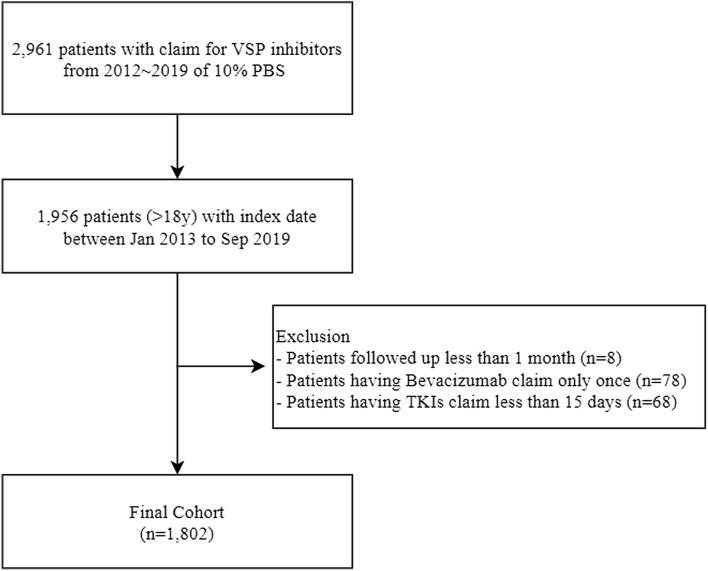 2,961 patients with claim for VSP inhibitors
from 2012~2019 of 10% PBS
1,956 patients (>18y) with index date
between Jan 2013 to Sep 2019
Exclusion
- Patients followed up less than 1 month (n=8)
- Patients having Bevacizumab claim only once (n=78)
- Patients having TKIs claim less than 15 days (n=68)
Final Cohort
(n=1,802)